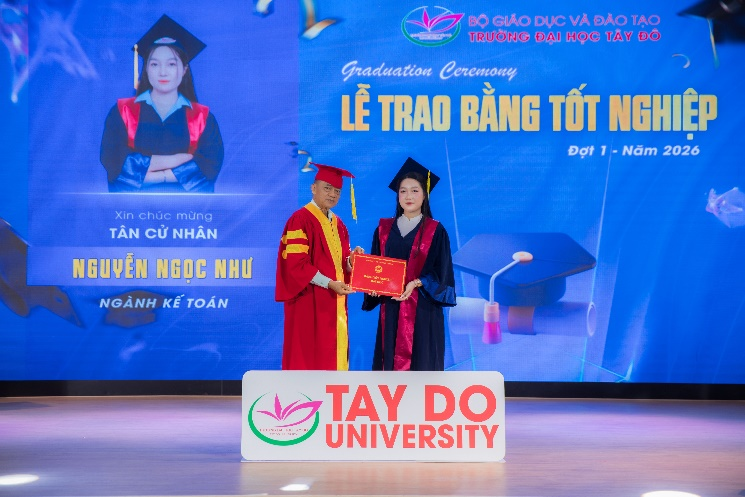 BỘ GIÁO DỤC VÀ ĐÀO TẠO
TRƯỜNG ĐẠI HỌC TÂY ĐÔ
Graduation Ceremony
LỄ TRAO BẰNG TỐT NGHIỆP
Đợt 1 - Năm 2026
Xin chúc mừng
TÂN CỬ NHÂN
NGUYỄN NGỌC NHƯ
NGÀNH KẾ TOÁN
TAY DO
UNIVERSITY